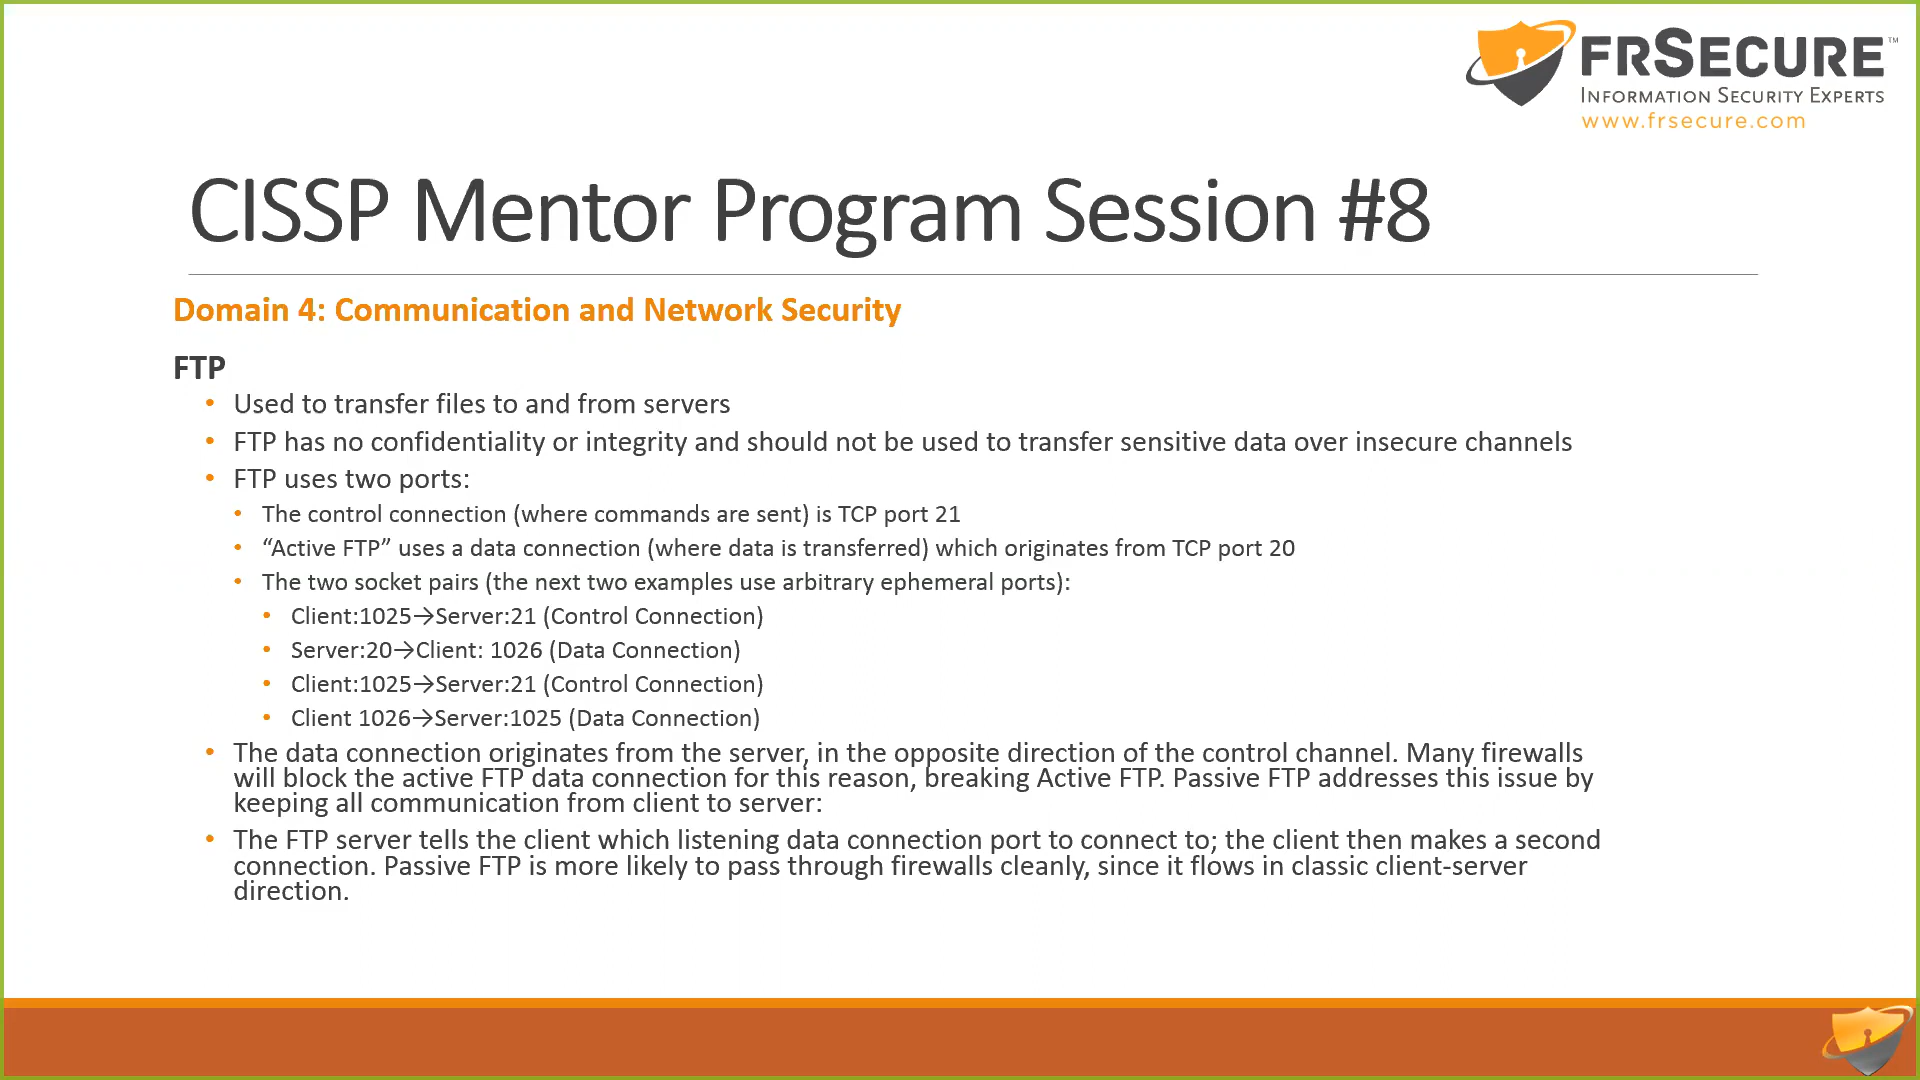 FRSECURE™
INFORMATION SECURITY EXPERTS
www.frsecure.com
CISSP Mentor Program Session #8
Domain 4: Communication and Network Security
FTP
• Used to transfer files to and from servers
• FTP has no confidentiality or integrity and should not be used to transfer sensitive data over insecure channels
• FTP uses two ports:
• The control connection (where commands are sent) is TCP port 21
• “Active FTP” uses a data connection (where data is transferred) which originates from TCP port 20
• The two socket pairs (the next two examples use arbitrary ephemeral ports):
• Client:1025→Server:21 (Control Connection)
• Server:20→Client: 1026 (Data Connection)
• Client:1025→Server:21 (Control Connection)
• Client 1026→Server:1025 (Data Connection)
• The data connection originates from the server, in the opposite direction of the control channel. Many firewalls
will block the active FTP data connection for this reason, breaking Active FTP. Passive FTP addresses this issue by
keeping all communication from client to server:
• The FTP server tells the client which listening data connection port to connect to; the client then makes a second
connection. Passive FTP is more likely to pass through firewalls cleanly, since it flows in classic client-server
direction.